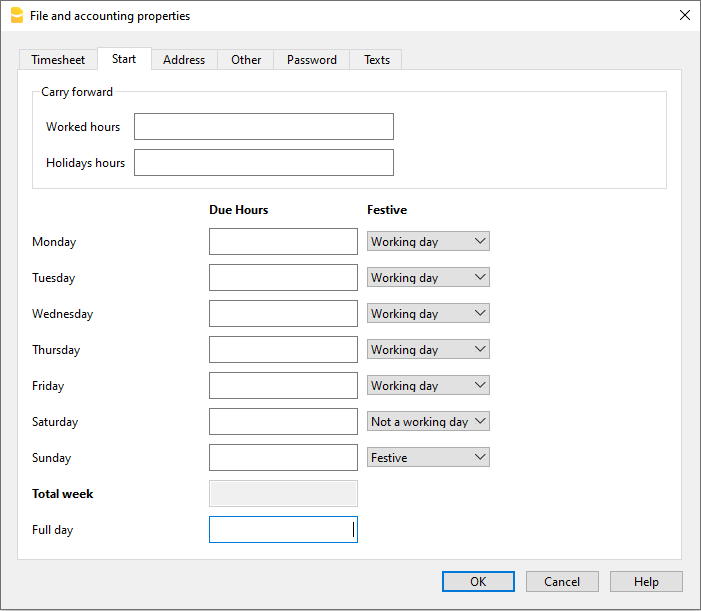 File and accounting properties
Timesheet Start Address Other Password Texts
Carry forward
Worked hours
Holidays hours
Due Hours Festive
Monday Working day
Tuesday Working day
Wednesday Working day
Thursday Working day
Friday Working day
Saturday Not a working day
Sunday Festive
Total week
Full day
OK Cancel Help